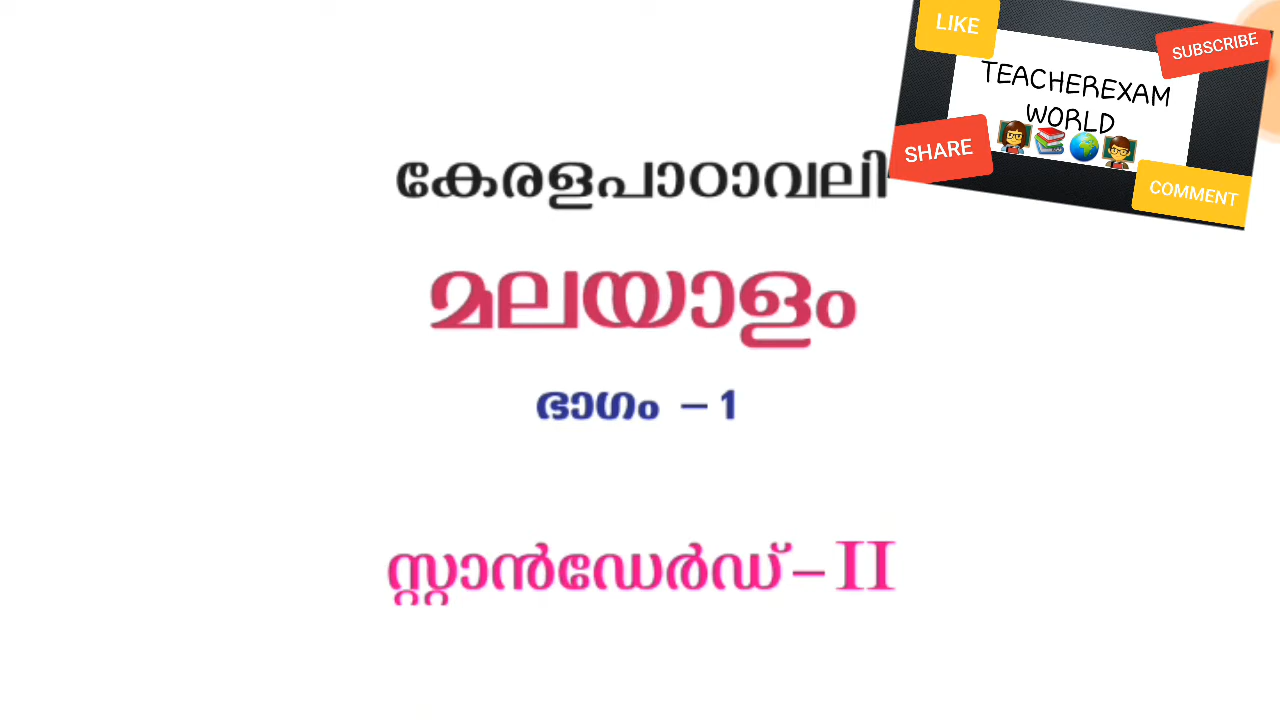 LIKE
SUBSCRIBE
TEACHEREXAM
WORLD
SHARE
COMMENT
കേരളപാഠാവലി
മലയാളം
ഭാഗം – 1
സ്റ്റാൻഡേർഡ് – II